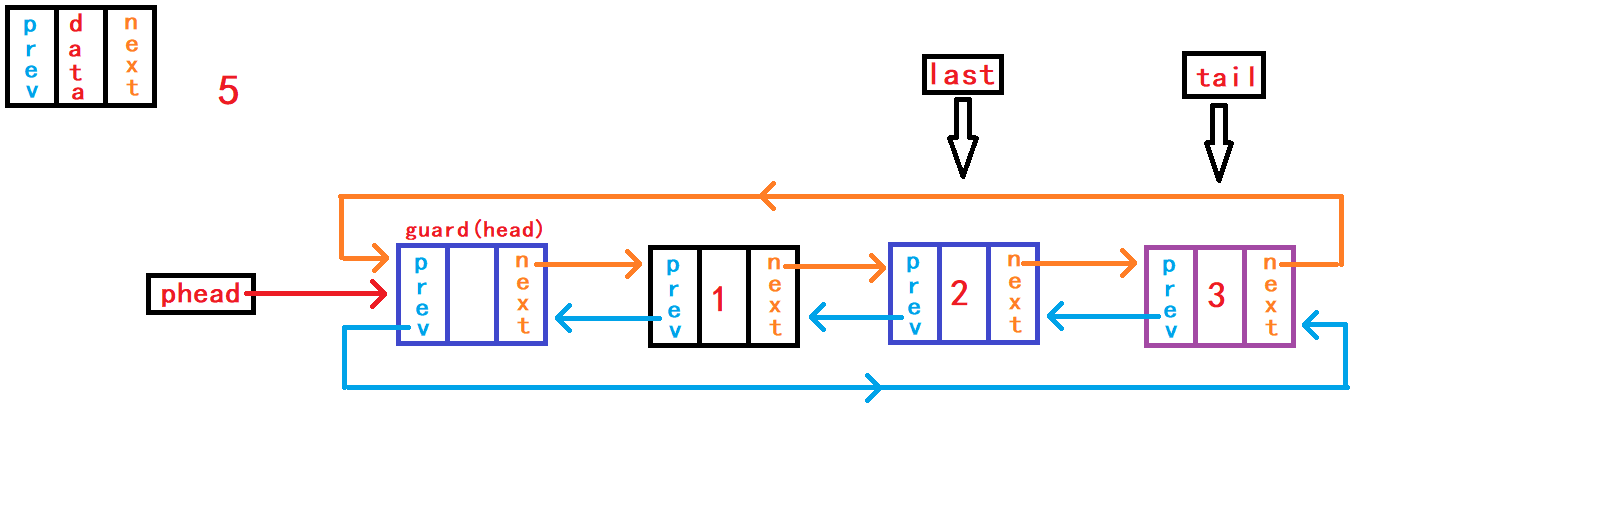 prev data next
5
last
tail
guard(head)
phead
prev next
prev 1 next
prev 2 next
prev 3 next